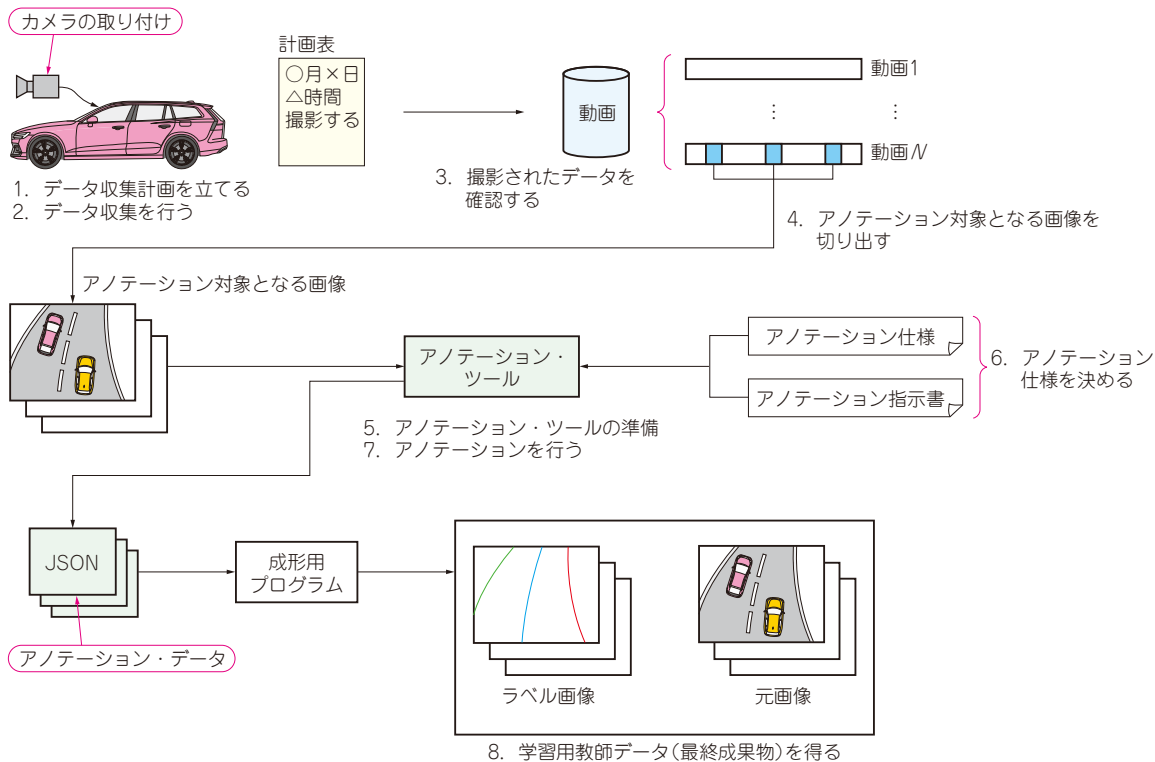 カメラの取り付け
計画表
○月×日
△時間
撮影する
動画
動画1
⋮
⋮
動画N
1. データ収集計画を立てる
2. データ収集を行う
3. 撮影されたデータを
確認する
4. アノテーション対象となる画像を
切り出す
アノテーション対象となる画像
アノテーション・
ツール
アノテーション仕様
アノテーション指示書
6. アノテーション
仕様を決める
5. アノテーション・ツールの準備
7. アノテーションを行う
JSON
成形用
プログラム
アノテーション・データ
ラベル画像
元画像
8. 学習用教師データ(最終成果物)を得る